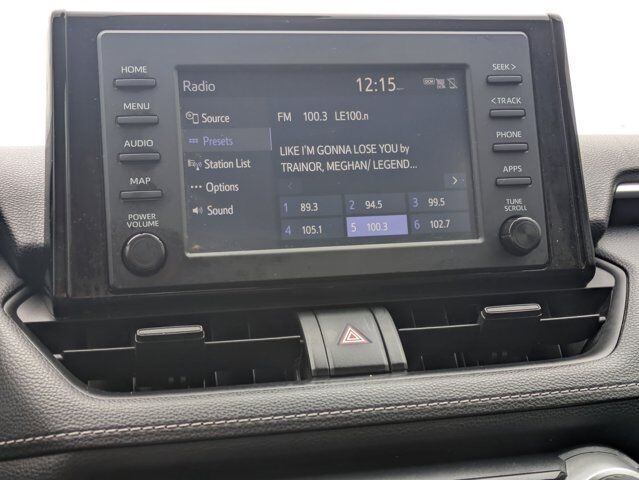 HOME
MENU
AUDIO
MAP
POWER
VOLUME
Radio
12:15
Source
Presets
Station List
Options
Sound
FM 100.3 LE100.n
LIKE I'M GONNA LOSE YOU by
TRAINOR, MEGHAN/ LEGEND...
1 89.3
2 94.5
3 99.5
4 105.1
5 100.3
6 102.7
SEEK >
< TRACK
PHONE
APPS
TUNE
SCROLL